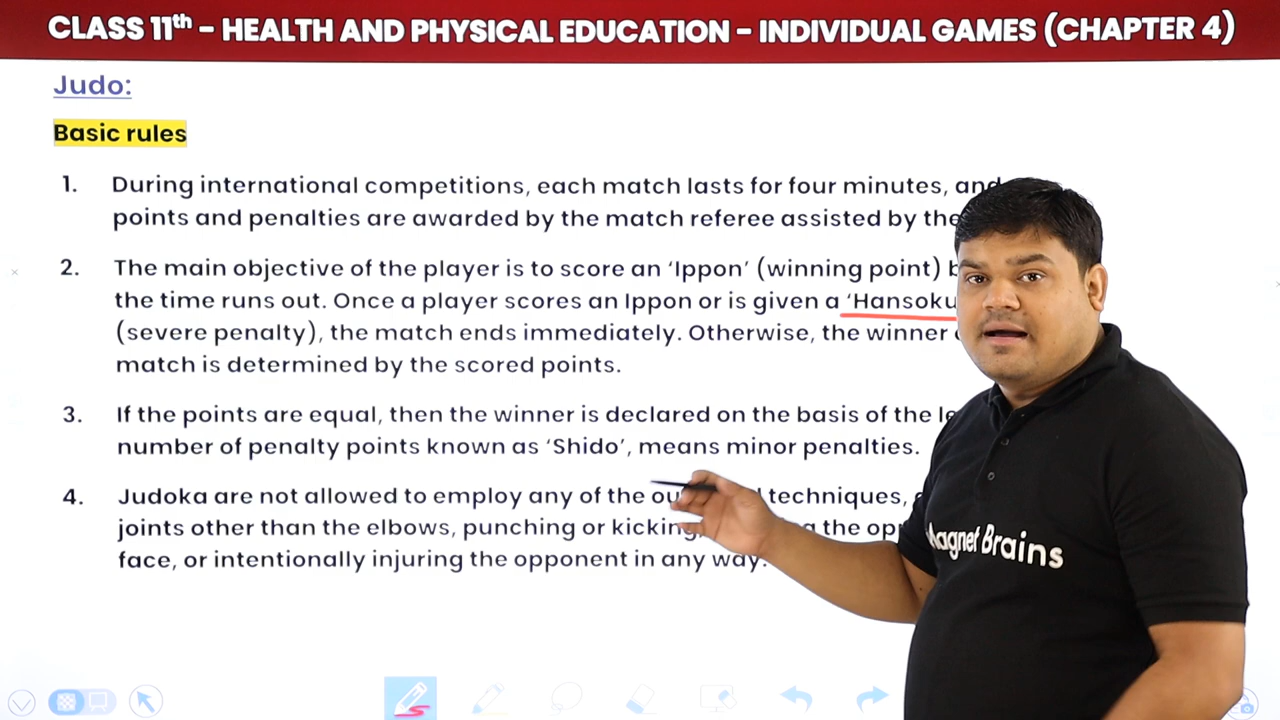 CLASS 11th – HEALTH AND PHYSICAL EDUCATION – INDIVIDUAL GAMES (CHAPTER 4)
Judo:
Basic rules
1. During international competitions, each match lasts for four minutes, and
points and penalties are awarded by the match referee assisted by the
2. The main objective of the player is to score an ‘Ippon’ (winning point)
the time runs out. Once a player scores an Ippon or is given a ‘Hansoku
(severe penalty), the match ends immediately. Otherwise, the winner
match is determined by the scored points.
3. If the points are equal, then the winner is declared on the basis of the
number of penalty points known as ‘Shido’, means minor penalties.
4. Judoka are not allowed to employ any of the techniques,
joints other than the elbows, punching or kicking, the
face, or intentionally injuring the opponent in any way.
Magnet Brains